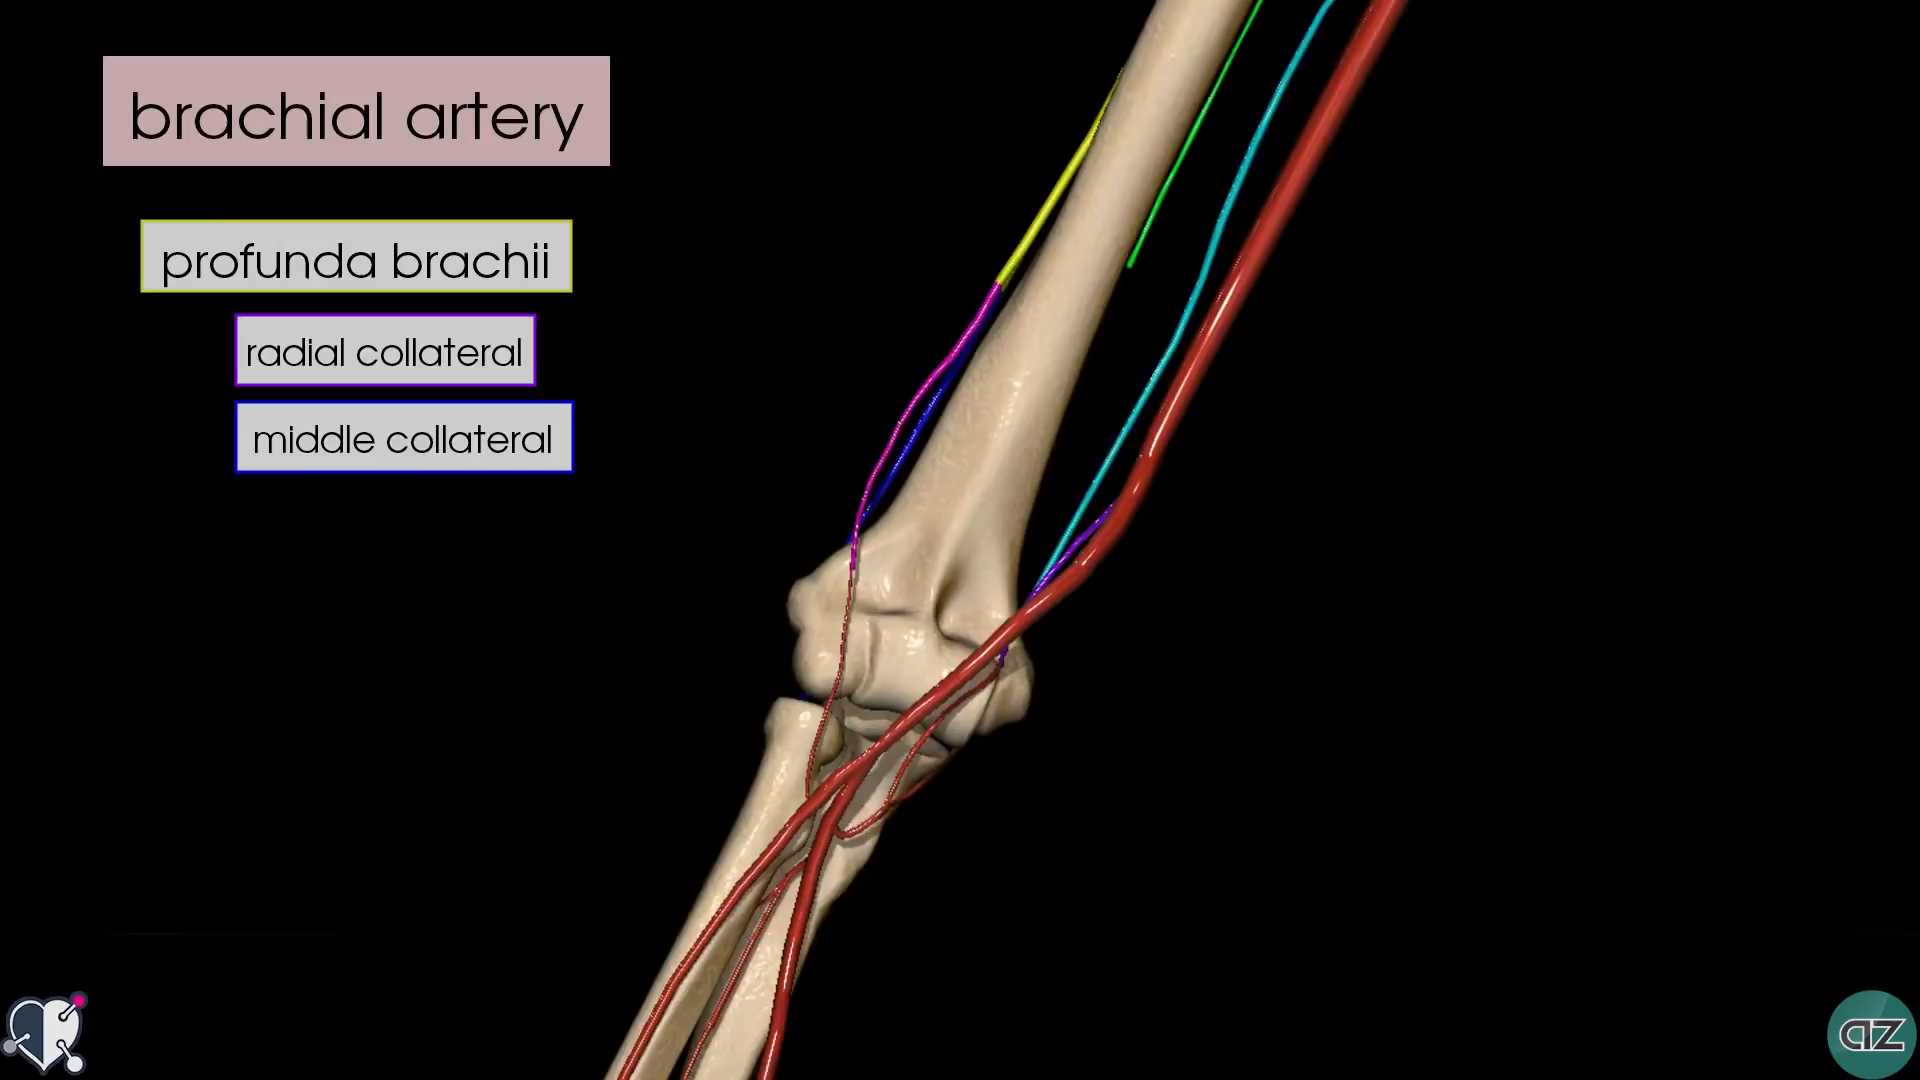 brachial artery
profunda brachii
radial collateral
middle collateral
AZ